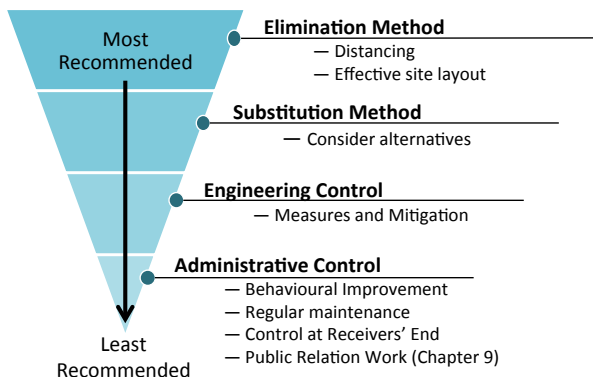 Most
Recommended
Elimination Method
— Distancing
— Effective site layout
Substitution Method
— Consider alternatives
Engineering Control
— Measures and Mitigation
Administrative Control
— Behavioural Improvement
— Regular maintenance
— Control at Receivers’ End
— Public Relation Work (Chapter 9)
Least
Recommended